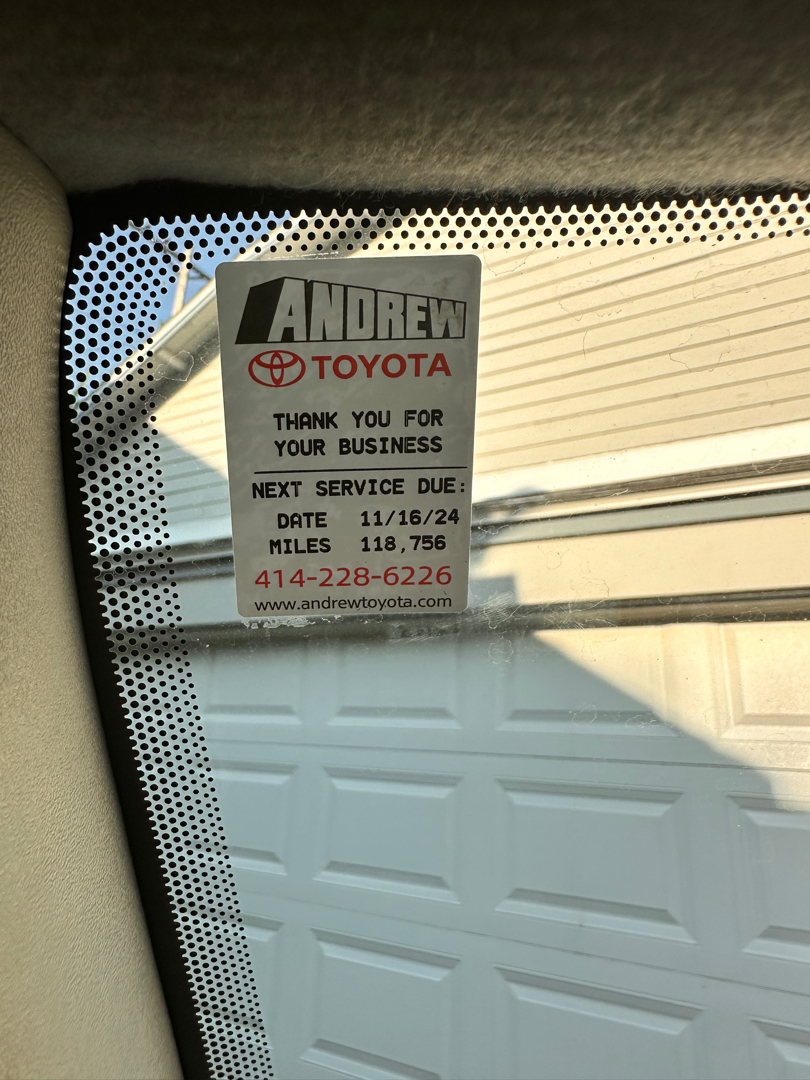 ANDREW
TOYOTA
THANK YOU FOR
YOUR BUSINESS
NEXT SERVICE DUE:
DATE 11/16/24
MILES 118,756
414-228-6226
www.andrewtoyota.com